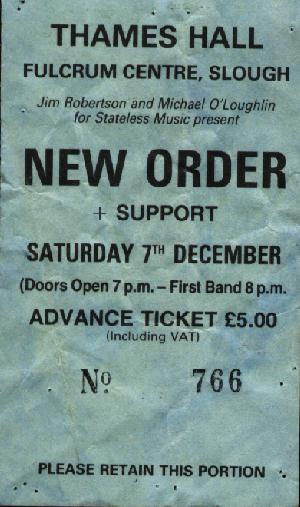 THAMES HALL
FULCRUM CENTRE, SLOUGH
Jim Robertson and Michael O'Loughlin
for Stateless Music present
NEW ORDER
+ SUPPORT
SATURDAY 7TH DECEMBER
(Doors Open 7 p.m. – First Band 8 p.m.
ADVANCE TICKET £5.00
(Including VAT)
Nº 766
PLEASE RETAIN THIS PORTION